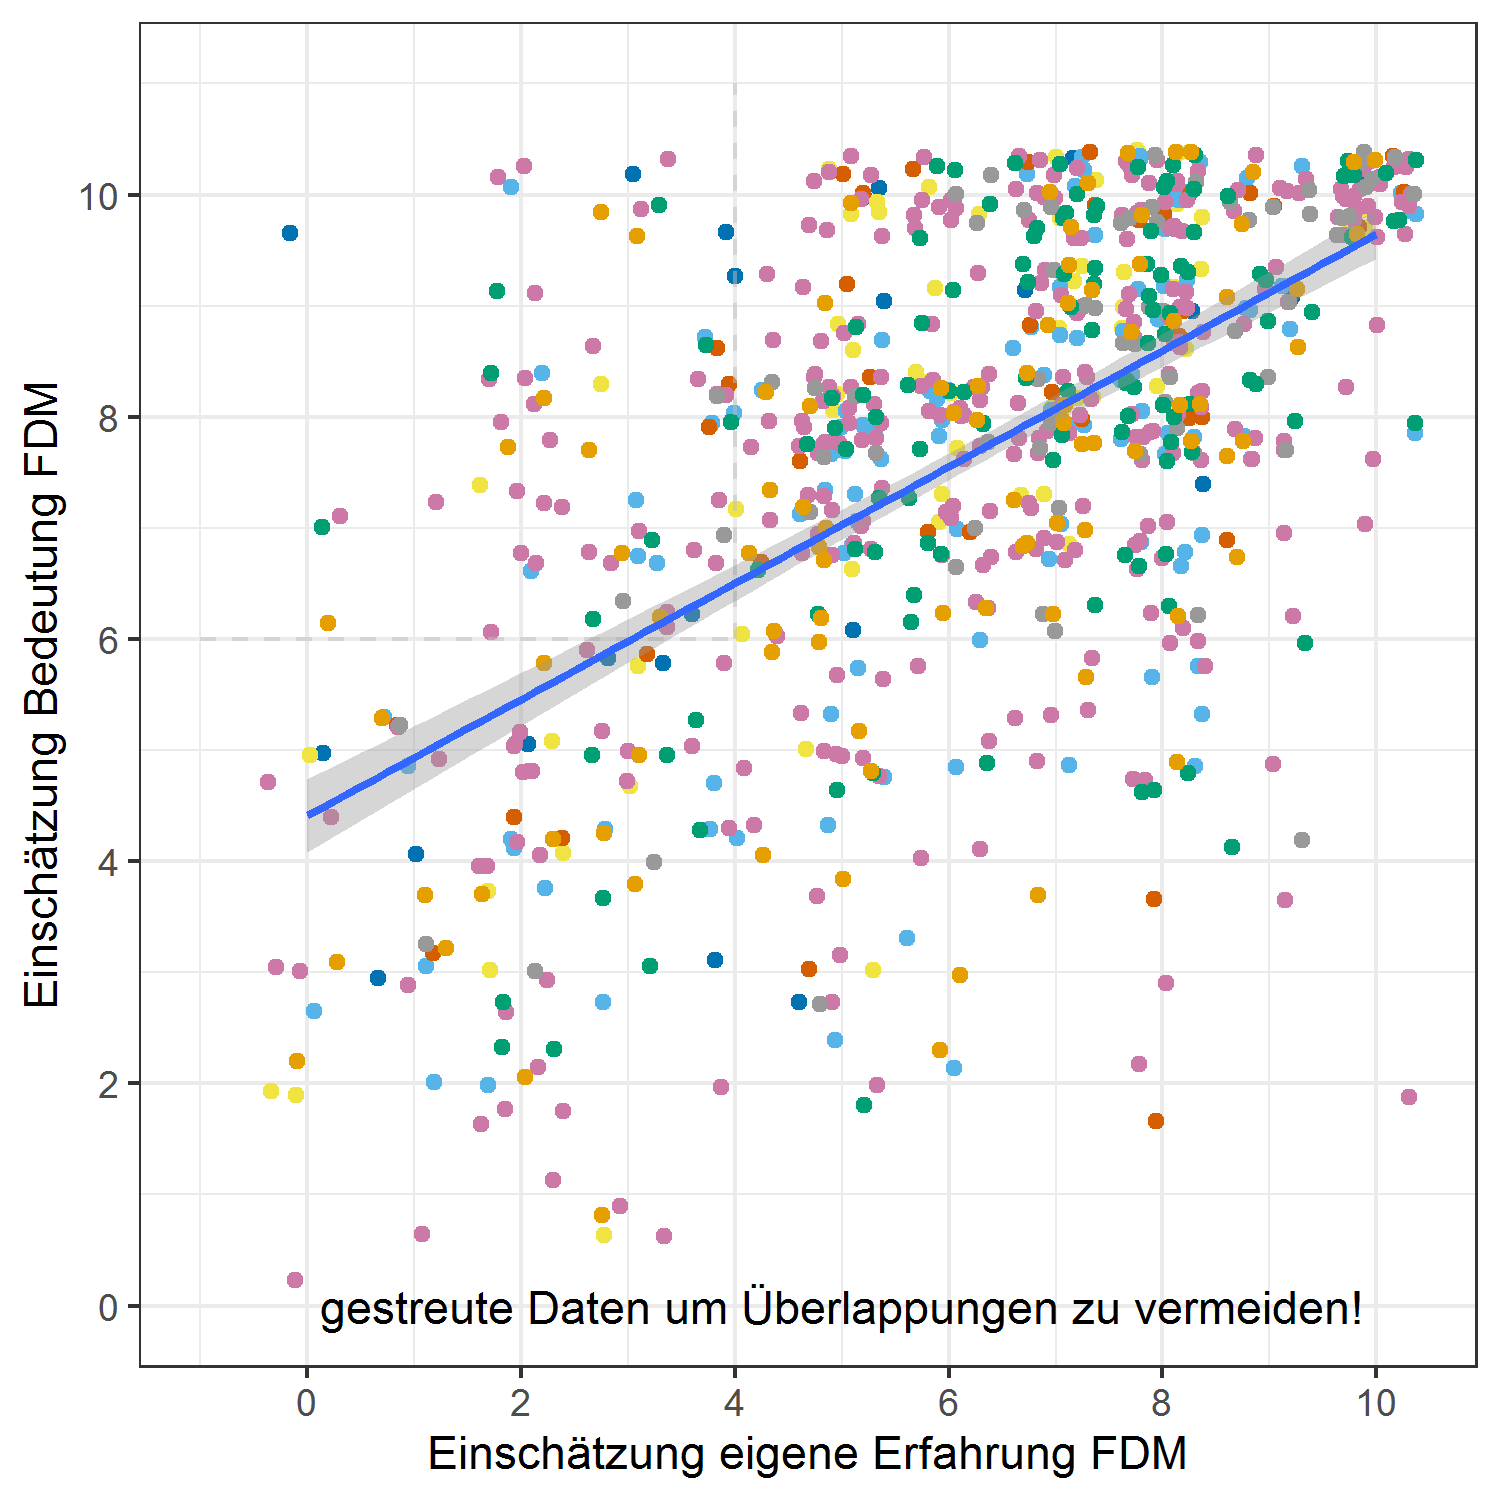 Einschätzung Bedeutung FDM
10
8
6
4
2
0
gestreute Daten um Überlappungen zu vermeiden!
0 2 4 6 8 10
Einschätzung eigene Erfahrung FDM